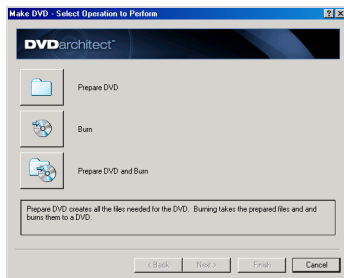 Make DVD - Select Operation to Perform
DVDarchitect™
Prepare DVD
Burn
Prepare DVD and Burn
Prepare DVD creates all the files needed for the DVD. Burning takes the prepared files and and
burns them to a DVD.
< Back Next > Finish Cancel